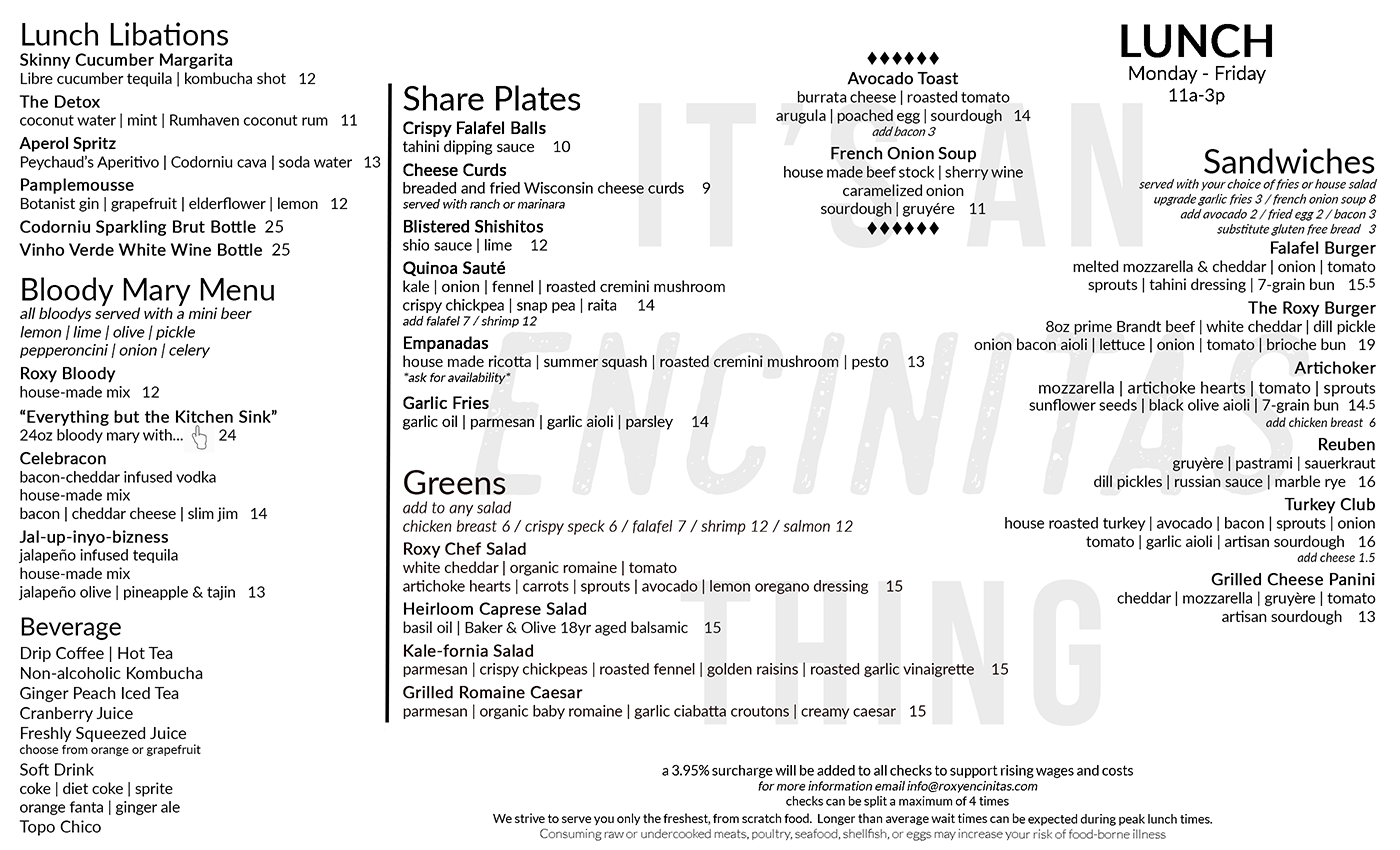 Lunch Libations
Skinny Cucumber Margarita
Libre cucumber tequila | kombucha shot 12
The Detox
coconut water | mint | Rumhaven coconut rum 11
Aperol Spritz
Peychaud's Aperitivo | Codorniu cava | soda water 13
Pamplemousse
Botanist gin | grapefruit | elderflower | lemon 12
Codorniu Sparkling Brut Bottle 25
Vinho Verde White Wine Bottle 25
Bloody Mary Menu
all bloodys served with a mini beer
lemon | lime | olive | pickle
pepperoncini | onion | celery
Roxy Bloody
house-made mix 12
“Everything but the Kitchen Sink”
24oz bloody mary with... 24
Celebracon
bacon-cheddar infused vodka
house-made mix
bacon | cheddar cheese | slim jim 14
Jal-up-inyo-bizness
jalapeño infused tequila
house-made mix
jalapeño olive | pineapple & tajin 13
Beverage
Drip Coffee | Hot Tea
Non-alcoholic Kombucha
Ginger Peach Iced Tea
Cranberry Juice
Freshly Squeezed Juice
choose from orange or grapefruit
Soft Drink
coke | diet coke | sprite
orange fanta | ginger ale
Topo Chico
Share Plates
Crispy Falafel Balls
tahini dipping sauce 10
Cheese Curds
breaded and fried Wisconsin cheese curds 9
served with ranch or marinara
Blistered Shishitos
shio sauce | lime 12
Quinoa Sauté
kale | onion | fennel | roasted cremini mushroom
crispy chickpea | snap pea | raita 14
add falafel 7 / shrimp 12
Empanadas
house made ricotta | summer squash | roasted cremini mushroom | pesto 13
*ask for availability*
Garlic Fries
garlic oil | parmesan | garlic aioli | parsley 14
Greens
add to any salad
chicken breast 6 / crispy speck 6 / falafel 7 / shrimp 12 / salmon 12
Roxy Chef Salad
white cheddar | organic romaine | tomato
artichoke hearts | carrots | sprouts | avocado | lemon oregano dressing 15
Heirloom Caprese Salad
basil oil | Baker & Olive 18yr aged balsamic 15
Kale-fornia Salad
parmesan | crispy chickpeas | roasted fennel | golden raisins | roasted garlic vinaigrette 15
Grilled Romaine Caesar
parmesan | organic baby romaine | garlic ciabatta croutons | creamy caesar 15
Avocado Toast
burrata cheese | roasted tomato
arugula | poached egg | sourdough 14
add bacon 3
French Onion Soup
house made beef stock | sherry wine
caramelized onion
sourdough | gruyére 11
LUNCH
Monday - Friday
11a-3p
Sandwiches
served with your choice of fries or house salad
upgrade garlic fries 3 / french onion soup 8
add avocado 2 / fried egg 2 / bacon 3
substitute gluten free bread 3
Falafel Burger
melted mozzarella & cheddar | onion | tomato
sprouts | tahini dressing | 7-grain bun 15.5
The Roxy Burger
8oz prime Brandt beef | white cheddar | dill pickle
onion bacon aioli | lettuce | onion | tomato | brioche bun 19
Artichoker
mozzarella | artichoke hearts | tomato | sprouts
sunflower seeds | black olive aioli | 7-grain bun 14.5
add chicken breast 6
Reuben
gruyère | pastrami | sauerkraut
dill pickles | russian sauce | marble rye 16
Turkey Club
house roasted turkey | avocado | bacon | sprouts | onion
tomato | garlic aioli | artisan sourdough 16
add cheese 1.5
Grilled Cheese Panini
cheddar | mozzarella | gruyère | tomato
artisan sourdough 13
IT'S AN
ENCINITAS
THING
a 3.95% surcharge will be added to all checks to support rising wages and costs
for more information email info@roxyencinitas.com
checks can be split a maximum of 4 times
We strive to serve you only the freshest, from scratch food. Longer than average wait times can be expected during peak lunch times.
Consuming raw or undercooked meats, poultry, seafood, shellfish, or eggs may increase your risk of food-borne illness